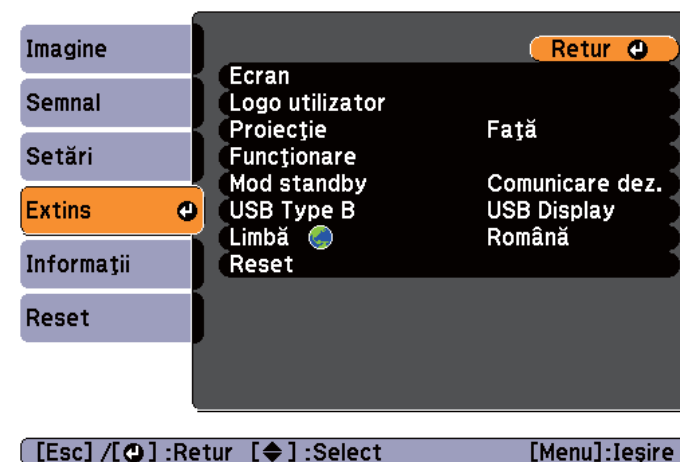 Imagine
Semnal
Setări
Extins
Informaţii
Reset
Retur
Ecran
Logo utilizator
Proiecţie Faţă
Funcţionare
Mod standby Comunicare dez.
USB Type B USB Display
Limbă Română
Reset
[Esc] /[ ] :Retur [ ] :Select [Menu]:Ieşire